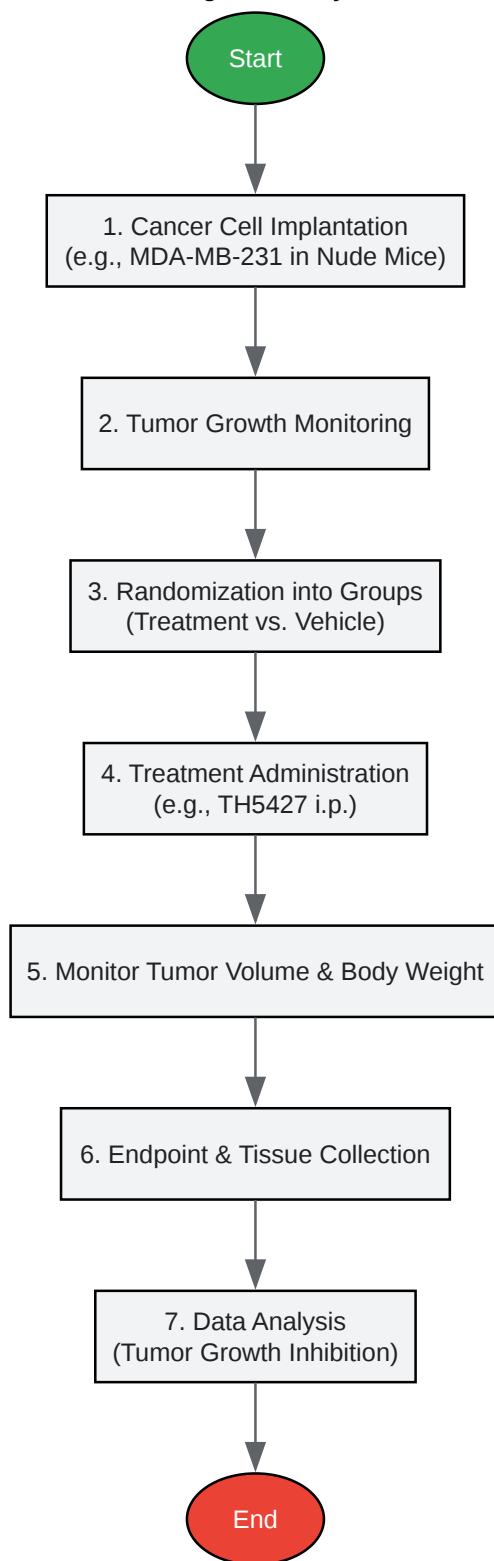 Start
1. Cancer Cell Implantation
(e.g., MDA-MB-231 in Nude Mice)
2. Tumor Growth Monitoring
3. Randomization into Groups
(Treatment vs. Vehicle)
4. Treatment Administration
(e.g., TH5427 i.p.)
5. Monitor Tumor Volume & Body Weight
6. Endpoint & Tissue Collection
7. Data Analysis
(Tumor Growth Inhibition)
End